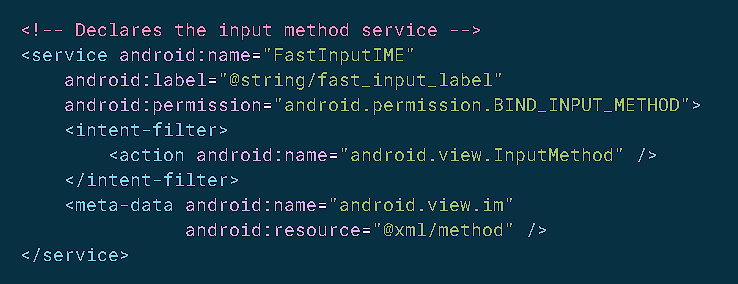 <!-- Declares the input method service -->
<service android:name="FastInputIME"
    android:label="@string/fast_input_label"
    android:permission="android.permission.BIND_INPUT_METHOD">
    <intent-filter>
        <action android:name="android.view.InputMethod" />
    </intent-filter>
    <meta-data android:name="android.view.im"
               android:resource="@xml/method" />
</service>